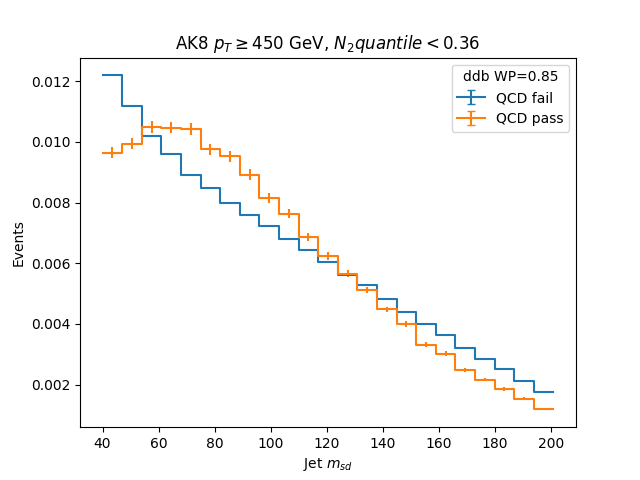 AK8 $p_T \geq 450$ GeV, $N_2quantile < 0.36$
ddb WP=0.85
QCD fail
QCD pass
Events
0.012
0.010
0.008
0.006
0.004
0.002
40 60 80 100 120 140 160 180 200
Jet $m_{sd}$